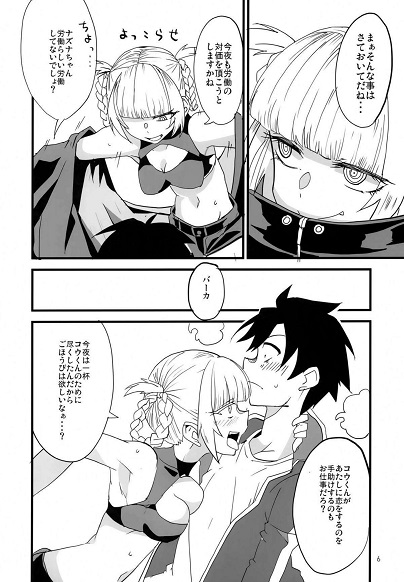 まぁそんな事は
さておいてだね
・・・
よっこらせ
今夜も労働の
対価を頂こうと
しますかね
ちょっ・・・
ナズナちゃん
労働らしい労働
してないでしょ!
バーカ
コウくんが
あたしに恋をするのを
手助けするのも
お仕事だろ?
今夜は一杯
コウくんのために
尽くしたんだから
ごほうびは欲しいなぁ
・・・?
6